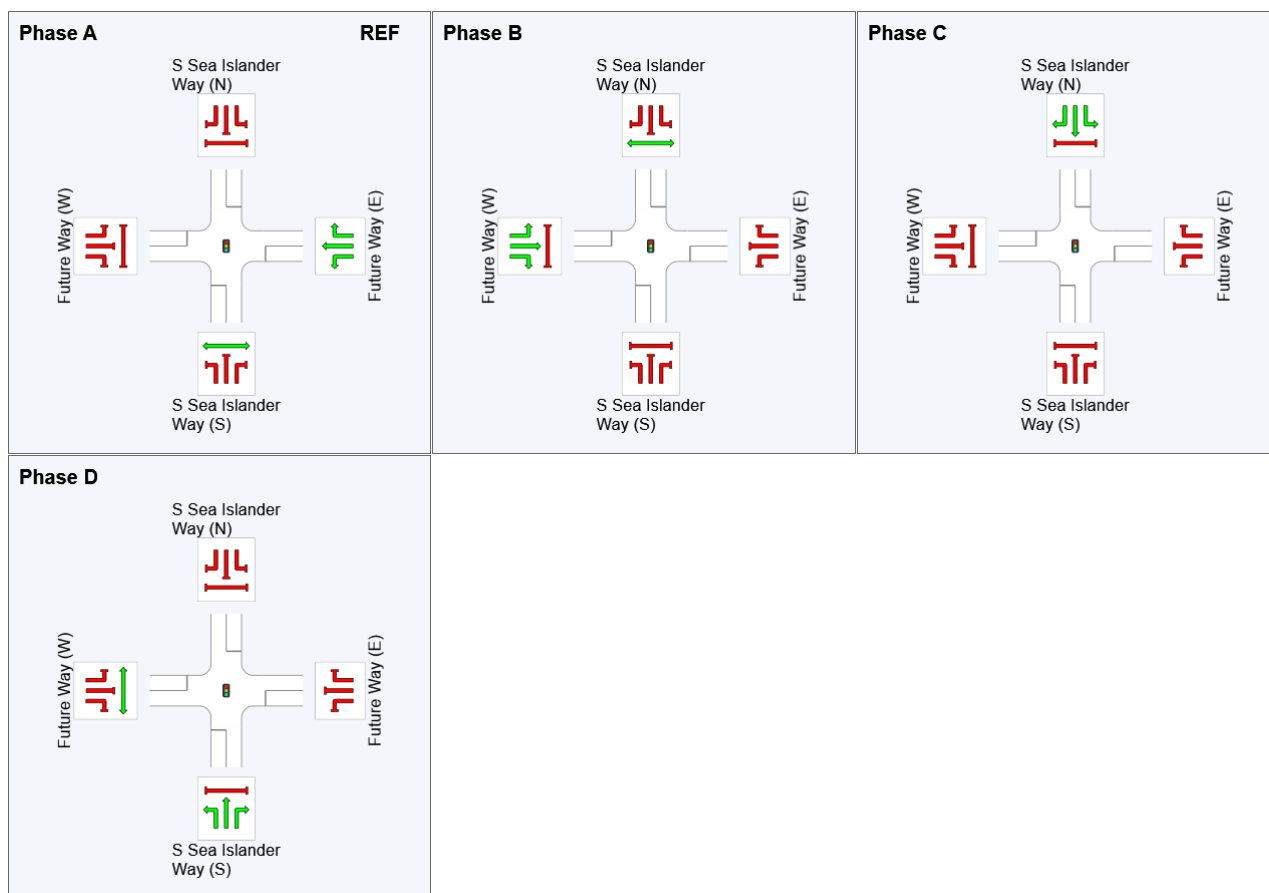 Phase A
REF
S Sea Islander
Way (N)
Future Way (W)
Future Way (E)
S Sea Islander
Way (S)
Phase B
S Sea Islander
Way (N)
Future Way (W)
Future Way (E)
S Sea Islander
Way (S)
Phase C
S Sea Islander
Way (N)
Future Way (W)
Future Way (E)
S Sea Islander
Way (S)
Phase D
S Sea Islander
Way (N)
Future Way (W)
Future Way (E)
S Sea Islander
Way (S)